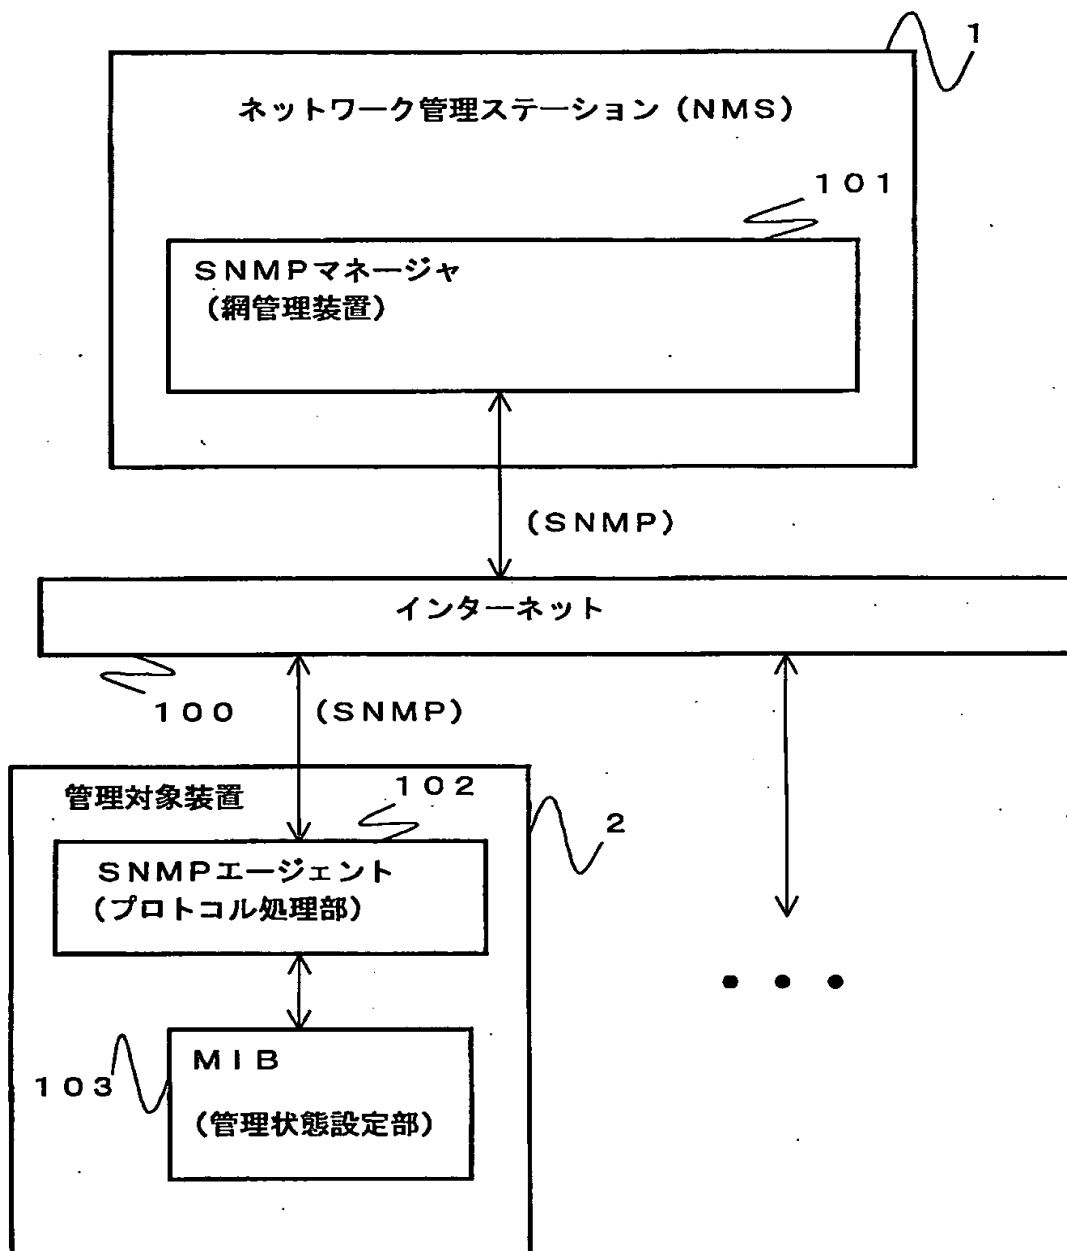 1
ネットワーク管理ステーション(NMS)
101
SNMPマネージャ
(網管理装置)
(SNMP)
インターネット
100
(SNMP)
管理対象装置
102
2
SNMPエージェント
(プロトコル処理部)
MIB
103
(管理状態設定部)